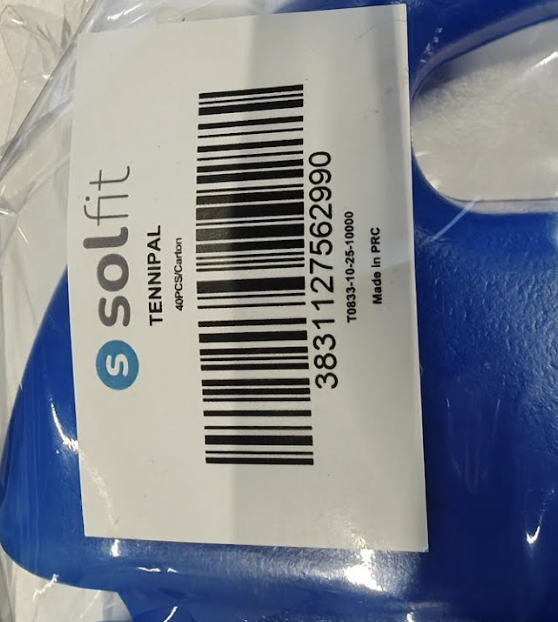 S solfit
TENNIPAL
40PCS/Carton
3831127562990
T0833-10-25-10000
Made In PRC